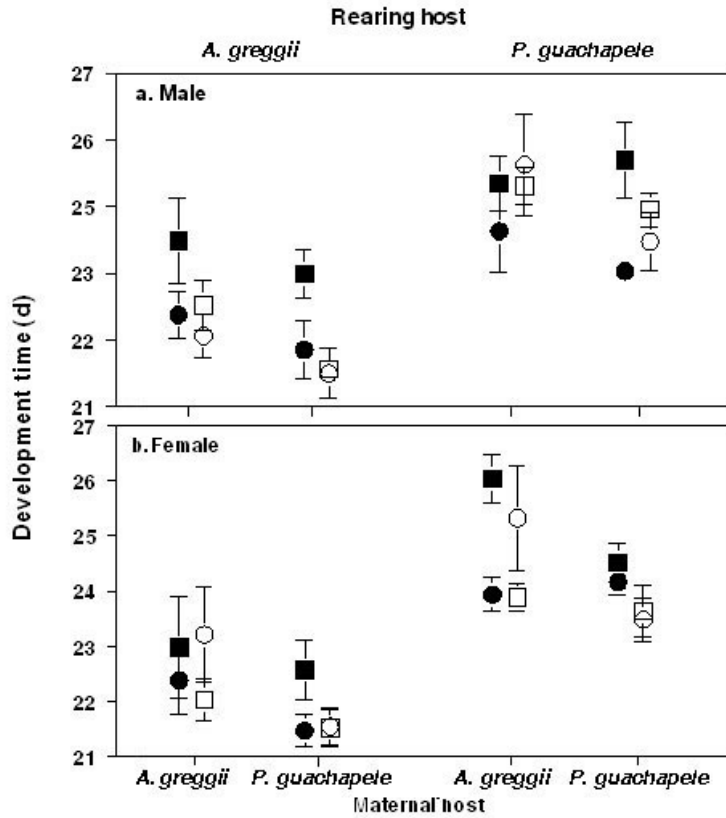 Rearing host
A. greggii P. guachapele
27
a. Male
26
25
23
22
21
Development time (d)
27
b. Female
26
25
24
23
22
21
A. greggii P. guachapele A. greggii P. guachapele
Maternal host